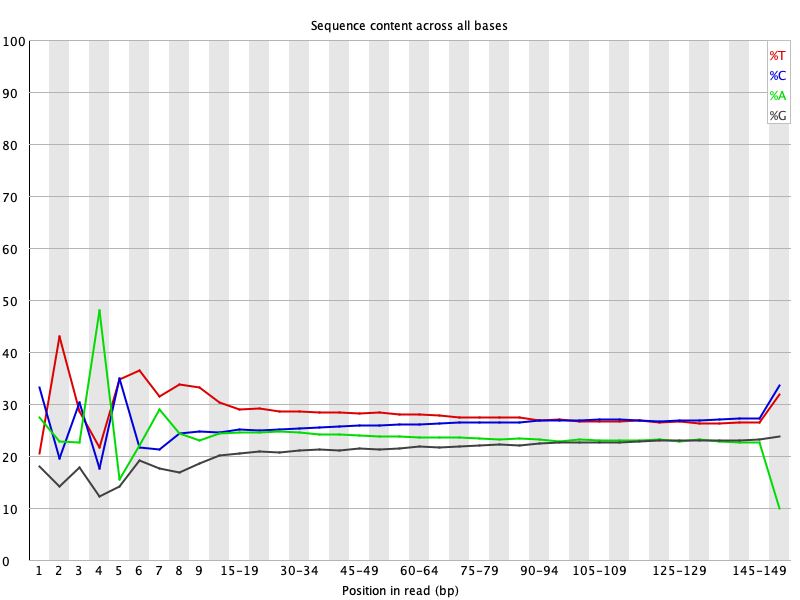 Sequence content across all bases
100
90
80
70
60
50
40
30
20
10
0
%T
%C
%A
%G
1 2 3 4 5 6 7 8 9 15-19 30-34 45-49 60-64 75-79 90-94 105-109 125-129 145-149
Position in read (bp)